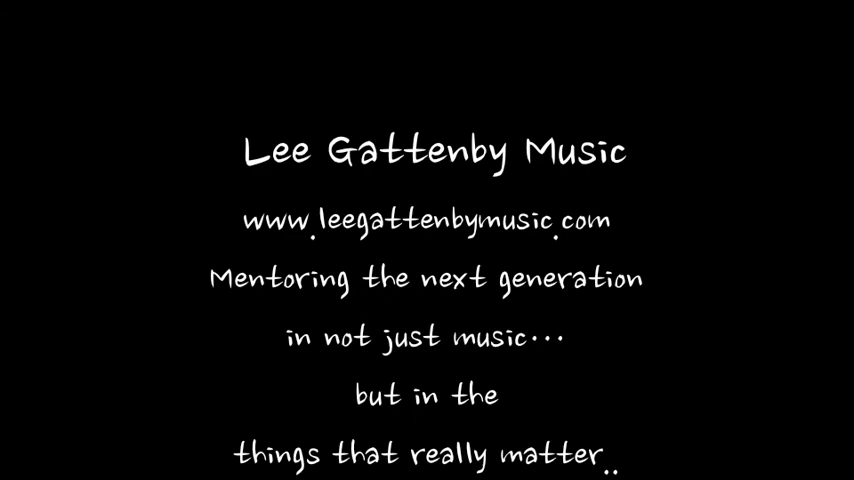 Lee Gattenby Music
www.leegattenbymusic.com
Mentoring the next generation
in not just music...
but in the
things that really matter..